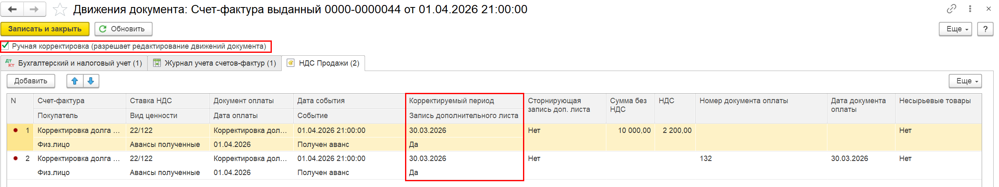 Движения документа: Счет-фактура выданный 0000-0000044 от 01.04.2026 21:00:00
Записать и закрыть Обновить Еще ?
Ручная корректировка (разрешает редактирование движений документа)
Дт Кт Бухгалтерский и налоговый учет (1) Журнал учета счетов-фактур (1) НДС Продажи (2)
Добавить Еще
N Счет-фактура Ставка НДС Документ оплаты Дата события Корректируемый период Сторнирующая запись доп. листа Сумма без НДС НДС Номер документа оплаты Дата документа оплаты Несырьевые товары
Покупатель Вид ценности Дата оплаты Событие Запись дополнительного листа
1 Корректировка долга ... 22/122 Корректировка дол... 01.04.2026 21:00:00 30.03.2026 Нет 10 000,00 2 200,00 Нет
Физ.лицо Авансы полученные 01.04.2026 Получен аванс Да
2 Корректировка долга ... 22/122 Корректировка дол... 01.04.2026 21:00:00 30.03.2026 Нет 132 30.03.2026 Нет
Физ.лицо Авансы полученные 01.04.2026 Получен аванс Да